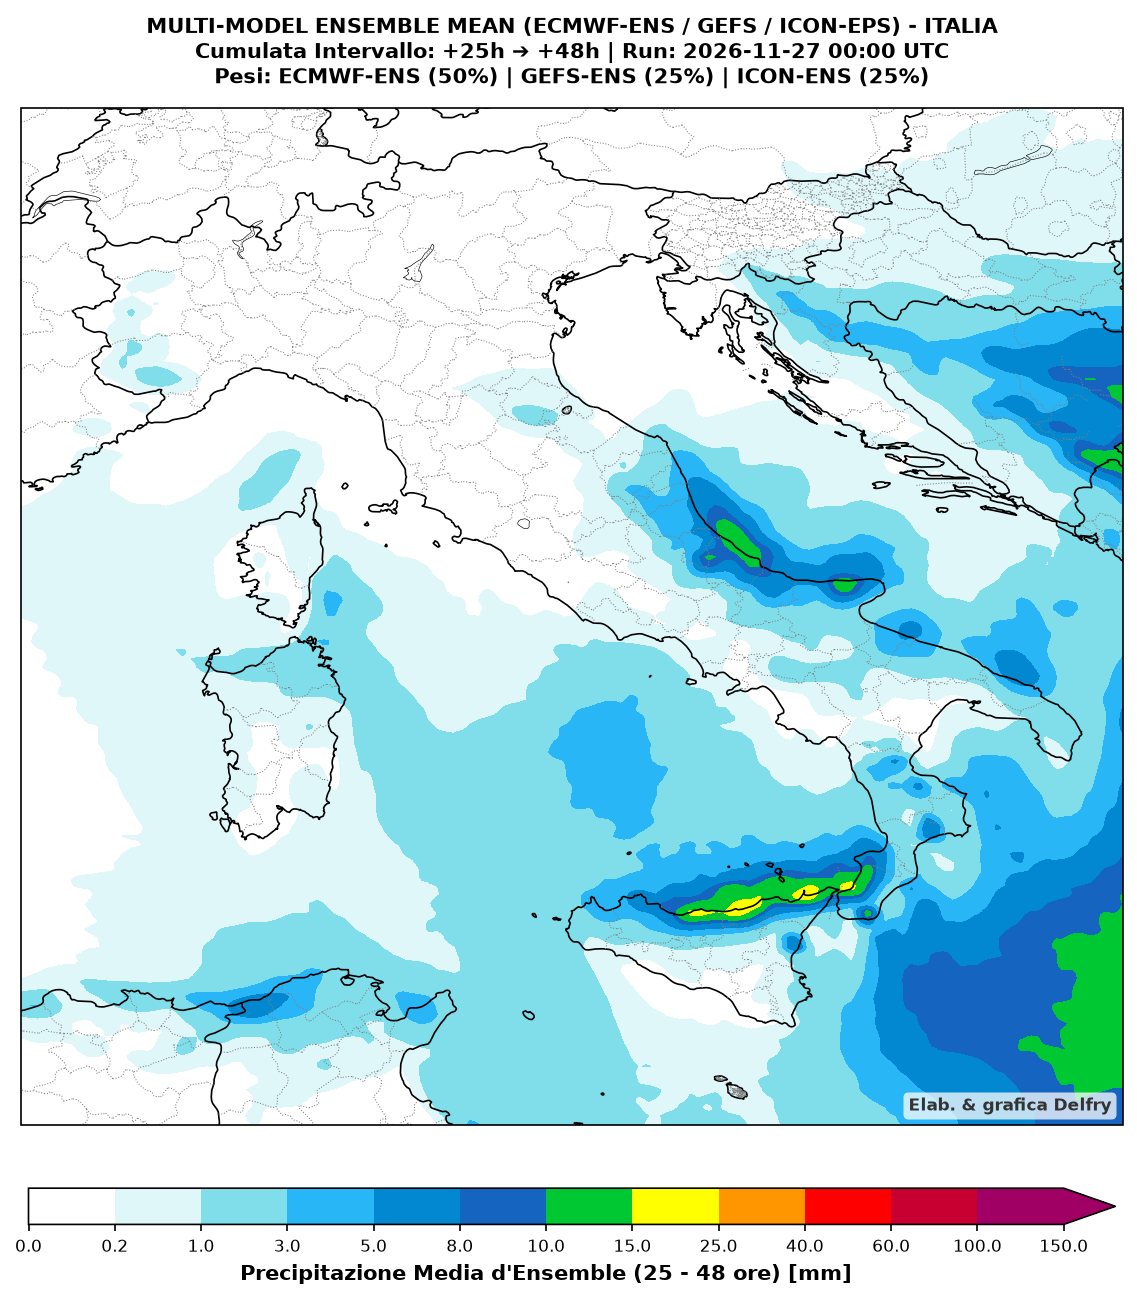 MULTI-MODEL ENSEMBLE MEAN (ECMWF-ENS / GEFS / ICON-EPS) - ITALIA
Cumulata Intervallo: +25h ➔ +48h | Run: 2026-11-27 00:00 UTC
Pesi: ECMWF-ENS (50%) | GEFS-ENS (25%) | ICON-ENS (25%)
Elab. & grafica Delfry
0.0 0.2 1.0 3.0 5.0 8.0 10.0 15.0 25.0 40.0 60.0 100.0 150.0
Precipitazione Media d'Ensemble (25 - 48 ore) [mm]